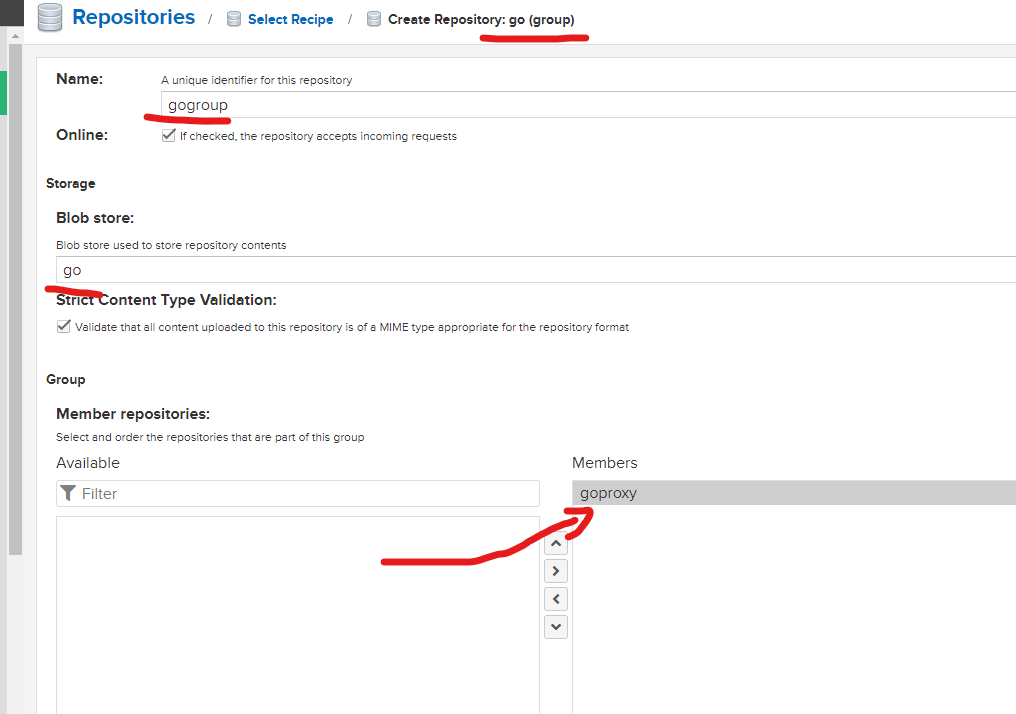 Repositories / Select Recipe / Create Repository: go (group)
Name: A unique identifier for this repository
gogroup
Online: If checked, the repository accepts incoming requests
Storage
Blob store:
Blob store used to store repository contents
go
Strict Content Type Validation:
Validate that all content uploaded to this repository is of a MIME type appropriate for the repository format
Group
Member repositories:
Select and order the repositories that are part of this group
Available Members
Filter goproxy